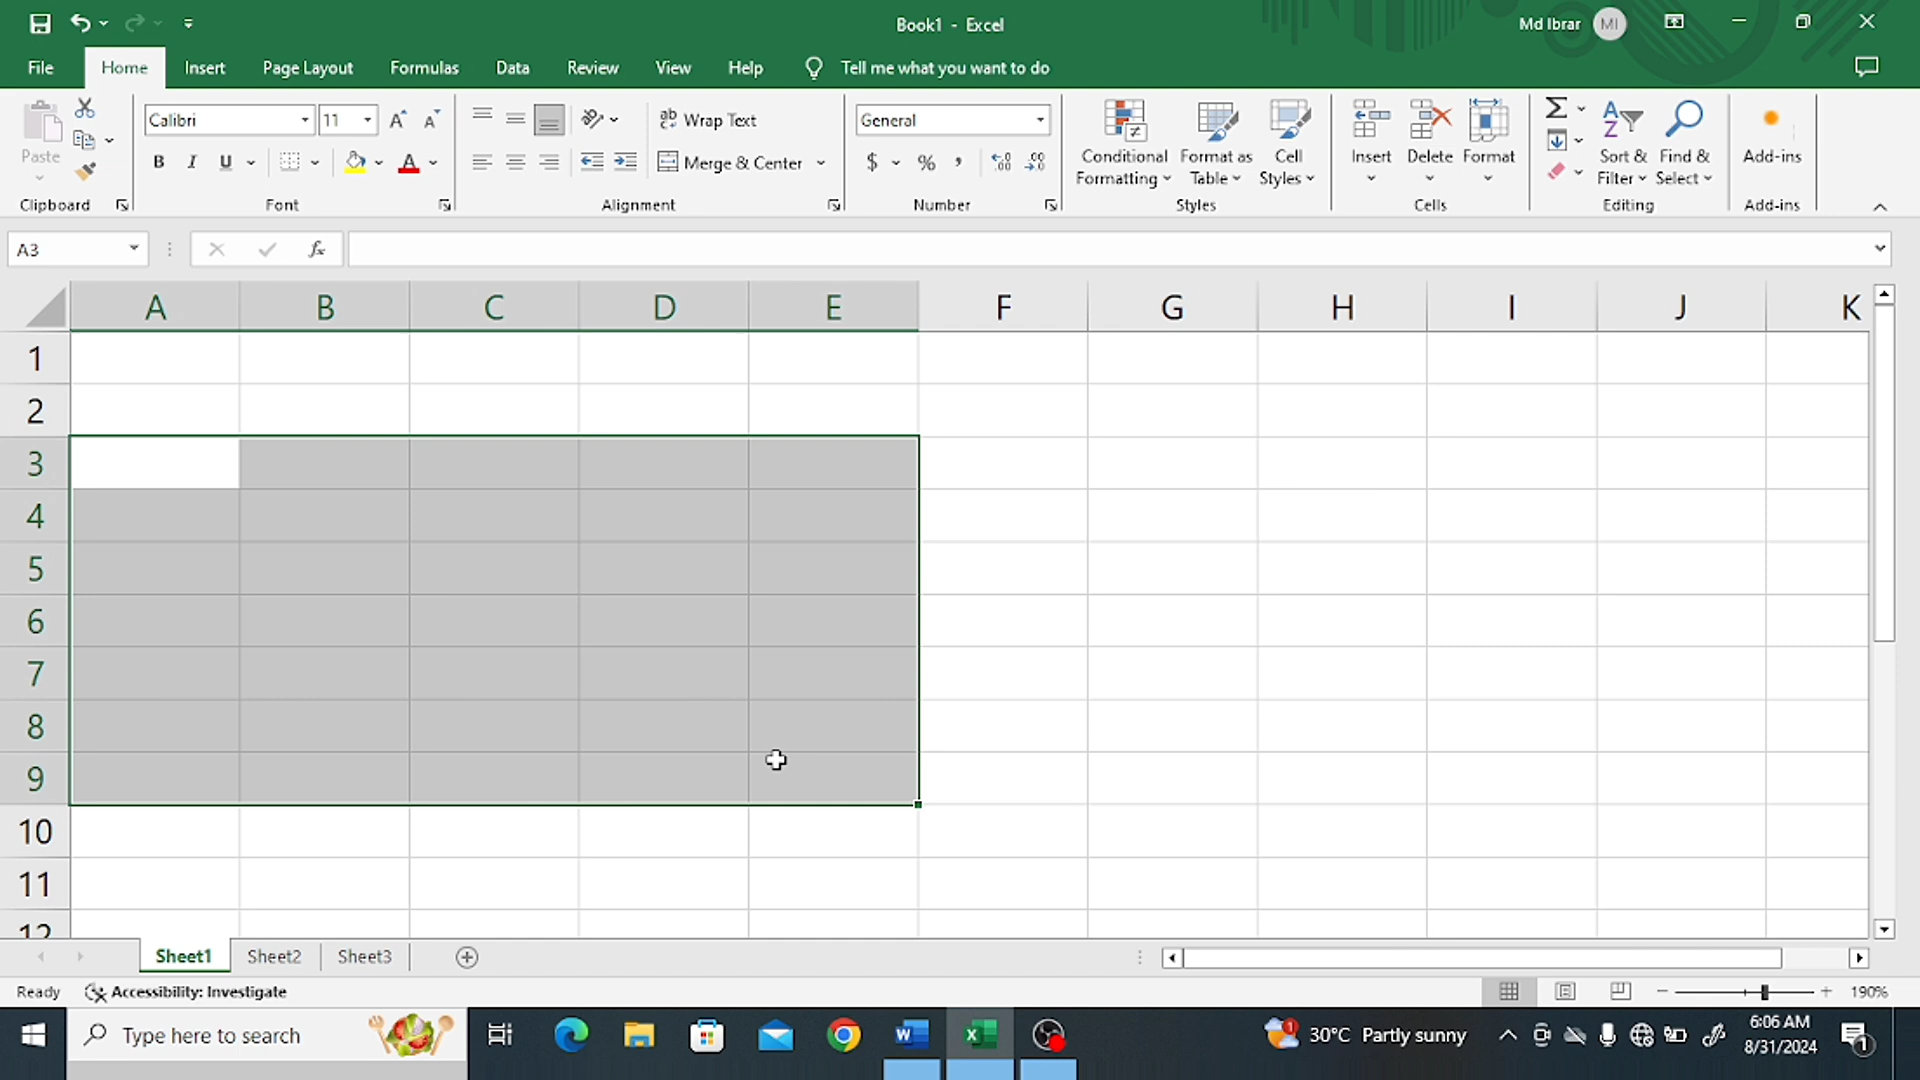 Book1 - Excel
Md Ibrar MI
File Home Insert Page Layout Formulas Data Review View Help Tell me what you want to do
Calibri 11 Wrap Text General
Paste Conditional Formatting Format as Table Cell Styles Insert Delete Format Sort & Filter Find & Select Add-ins
B I U A Merge & Center $ %
Clipboard Font Alignment Number Styles Cells Editing Add-ins
A3 fx
A B C D E F G H I J K
1
2
3
4
5
6
7
8
9
10
11
12
Sheet1 Sheet2 Sheet3
Ready Accessibility: Investigate 190%
Type here to search 30°C Partly sunny 6:06 AM
8/31/2024 1